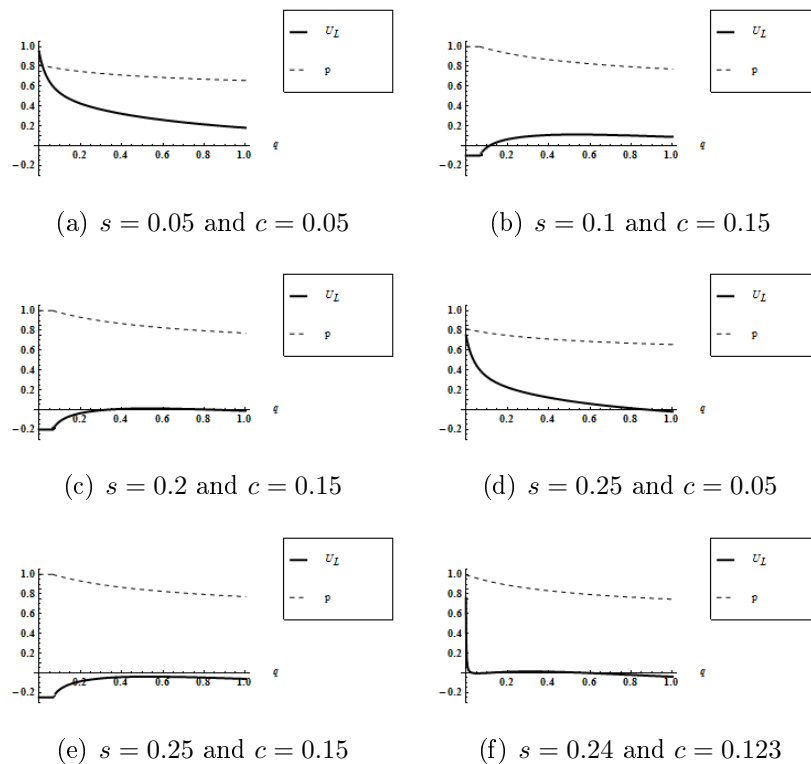 U_L
p
1.0
0.8
0.6
0.4
0.2
-0.2
0.2 0.4 0.6 0.8 1.0 q
(a) s = 0.05 and c = 0.05
U_L
p
1.0
0.8
0.6
0.4
0.2
-0.2
0.2 0.4 0.6 0.8 1.0 q
(b) s = 0.1 and c = 0.15
U_L
p
1.0
0.8
0.6
0.4
0.2
-0.2
0.2 0.4 0.6 0.8 1.0 q
(c) s = 0.2 and c = 0.15
U_L
p
1.0
0.8
0.6
0.4
0.2
-0.2
0.2 0.4 0.6 0.8 1.0 q
(d) s = 0.25 and c = 0.05
U_L
p
1.0
0.8
0.6
0.4
0.2
-0.2
0.2 0.4 0.6 0.8 1.0 q
(e) s = 0.25 and c = 0.15
U_L
p
1.0
0.8
0.6
0.4
0.2
-0.2
0.2 0.4 0.6 0.8 1.0 q
(f) s = 0.24 and c = 0.123